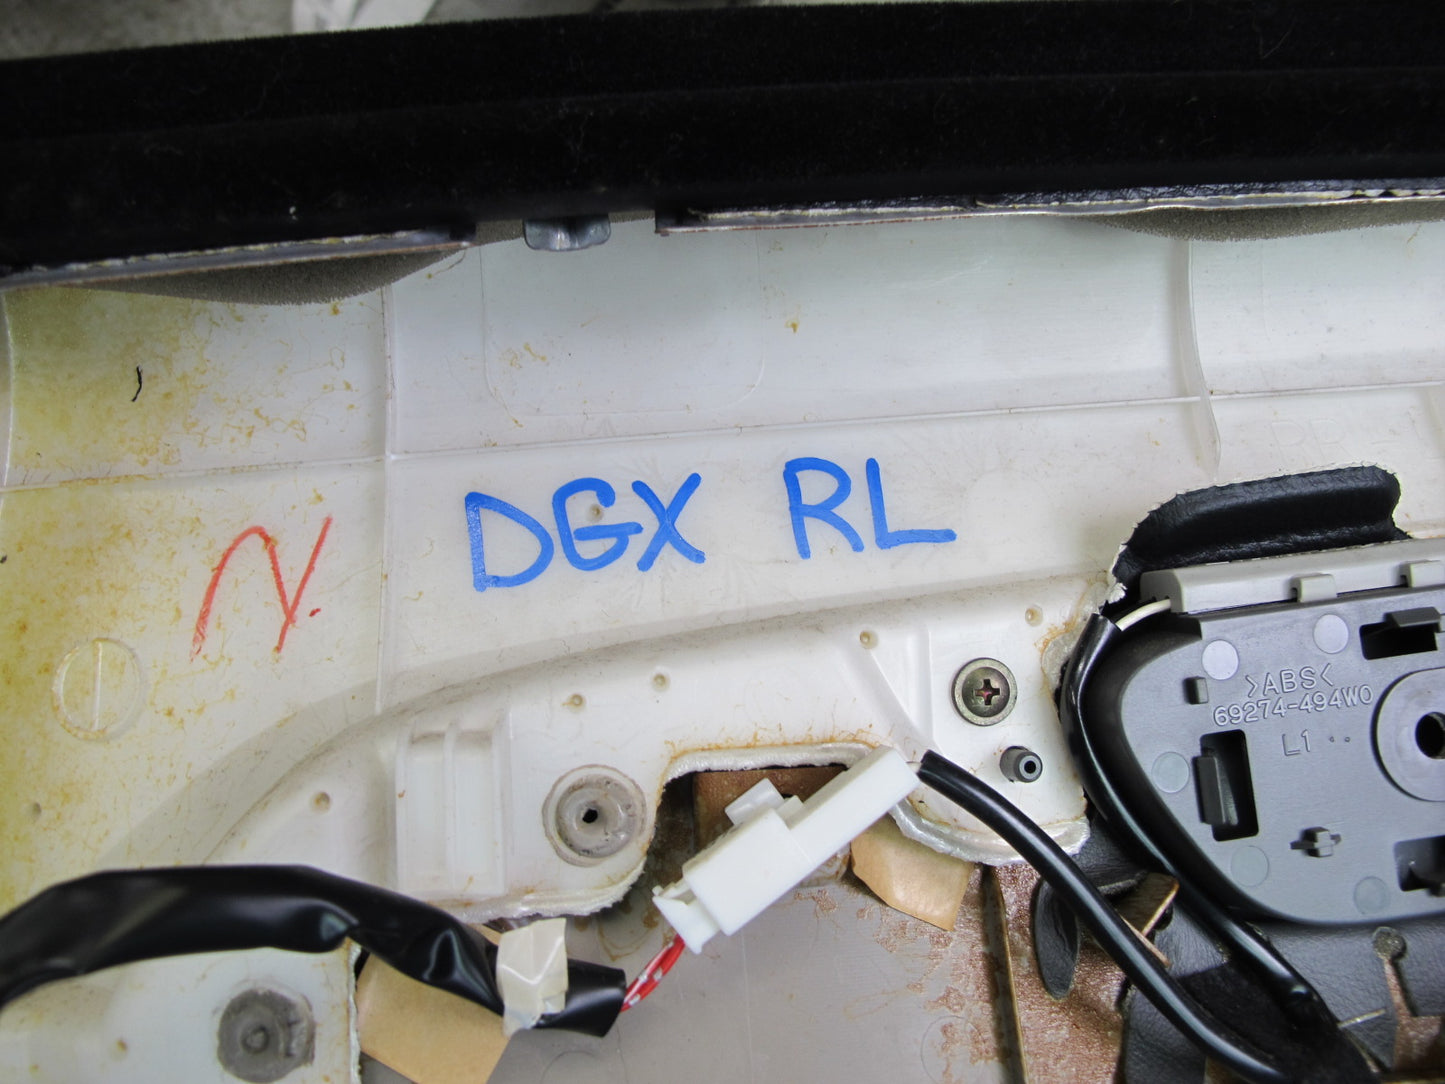 DGX RL
N
>ABS<
69274-494W0
L1